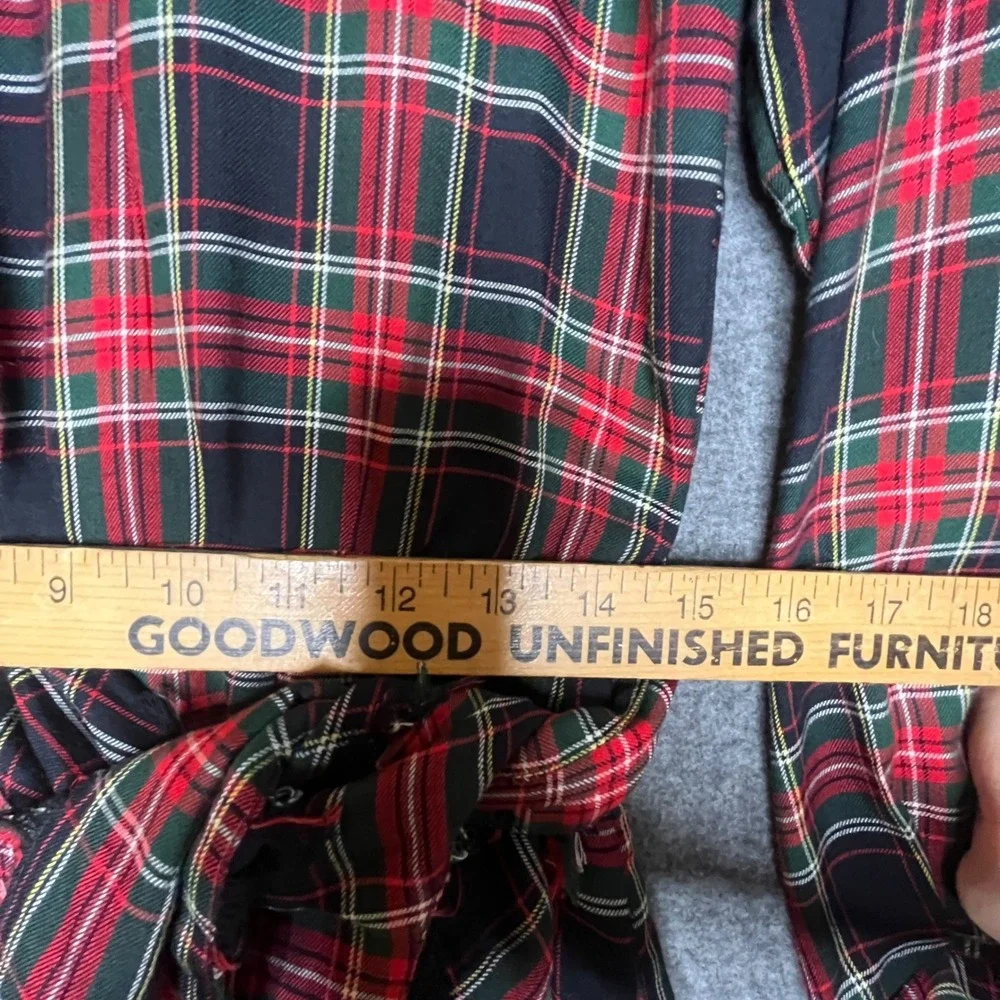 9 10 11 12 13 14 15 16 17 18
GOODWOOD UNFINISHED FURNIT